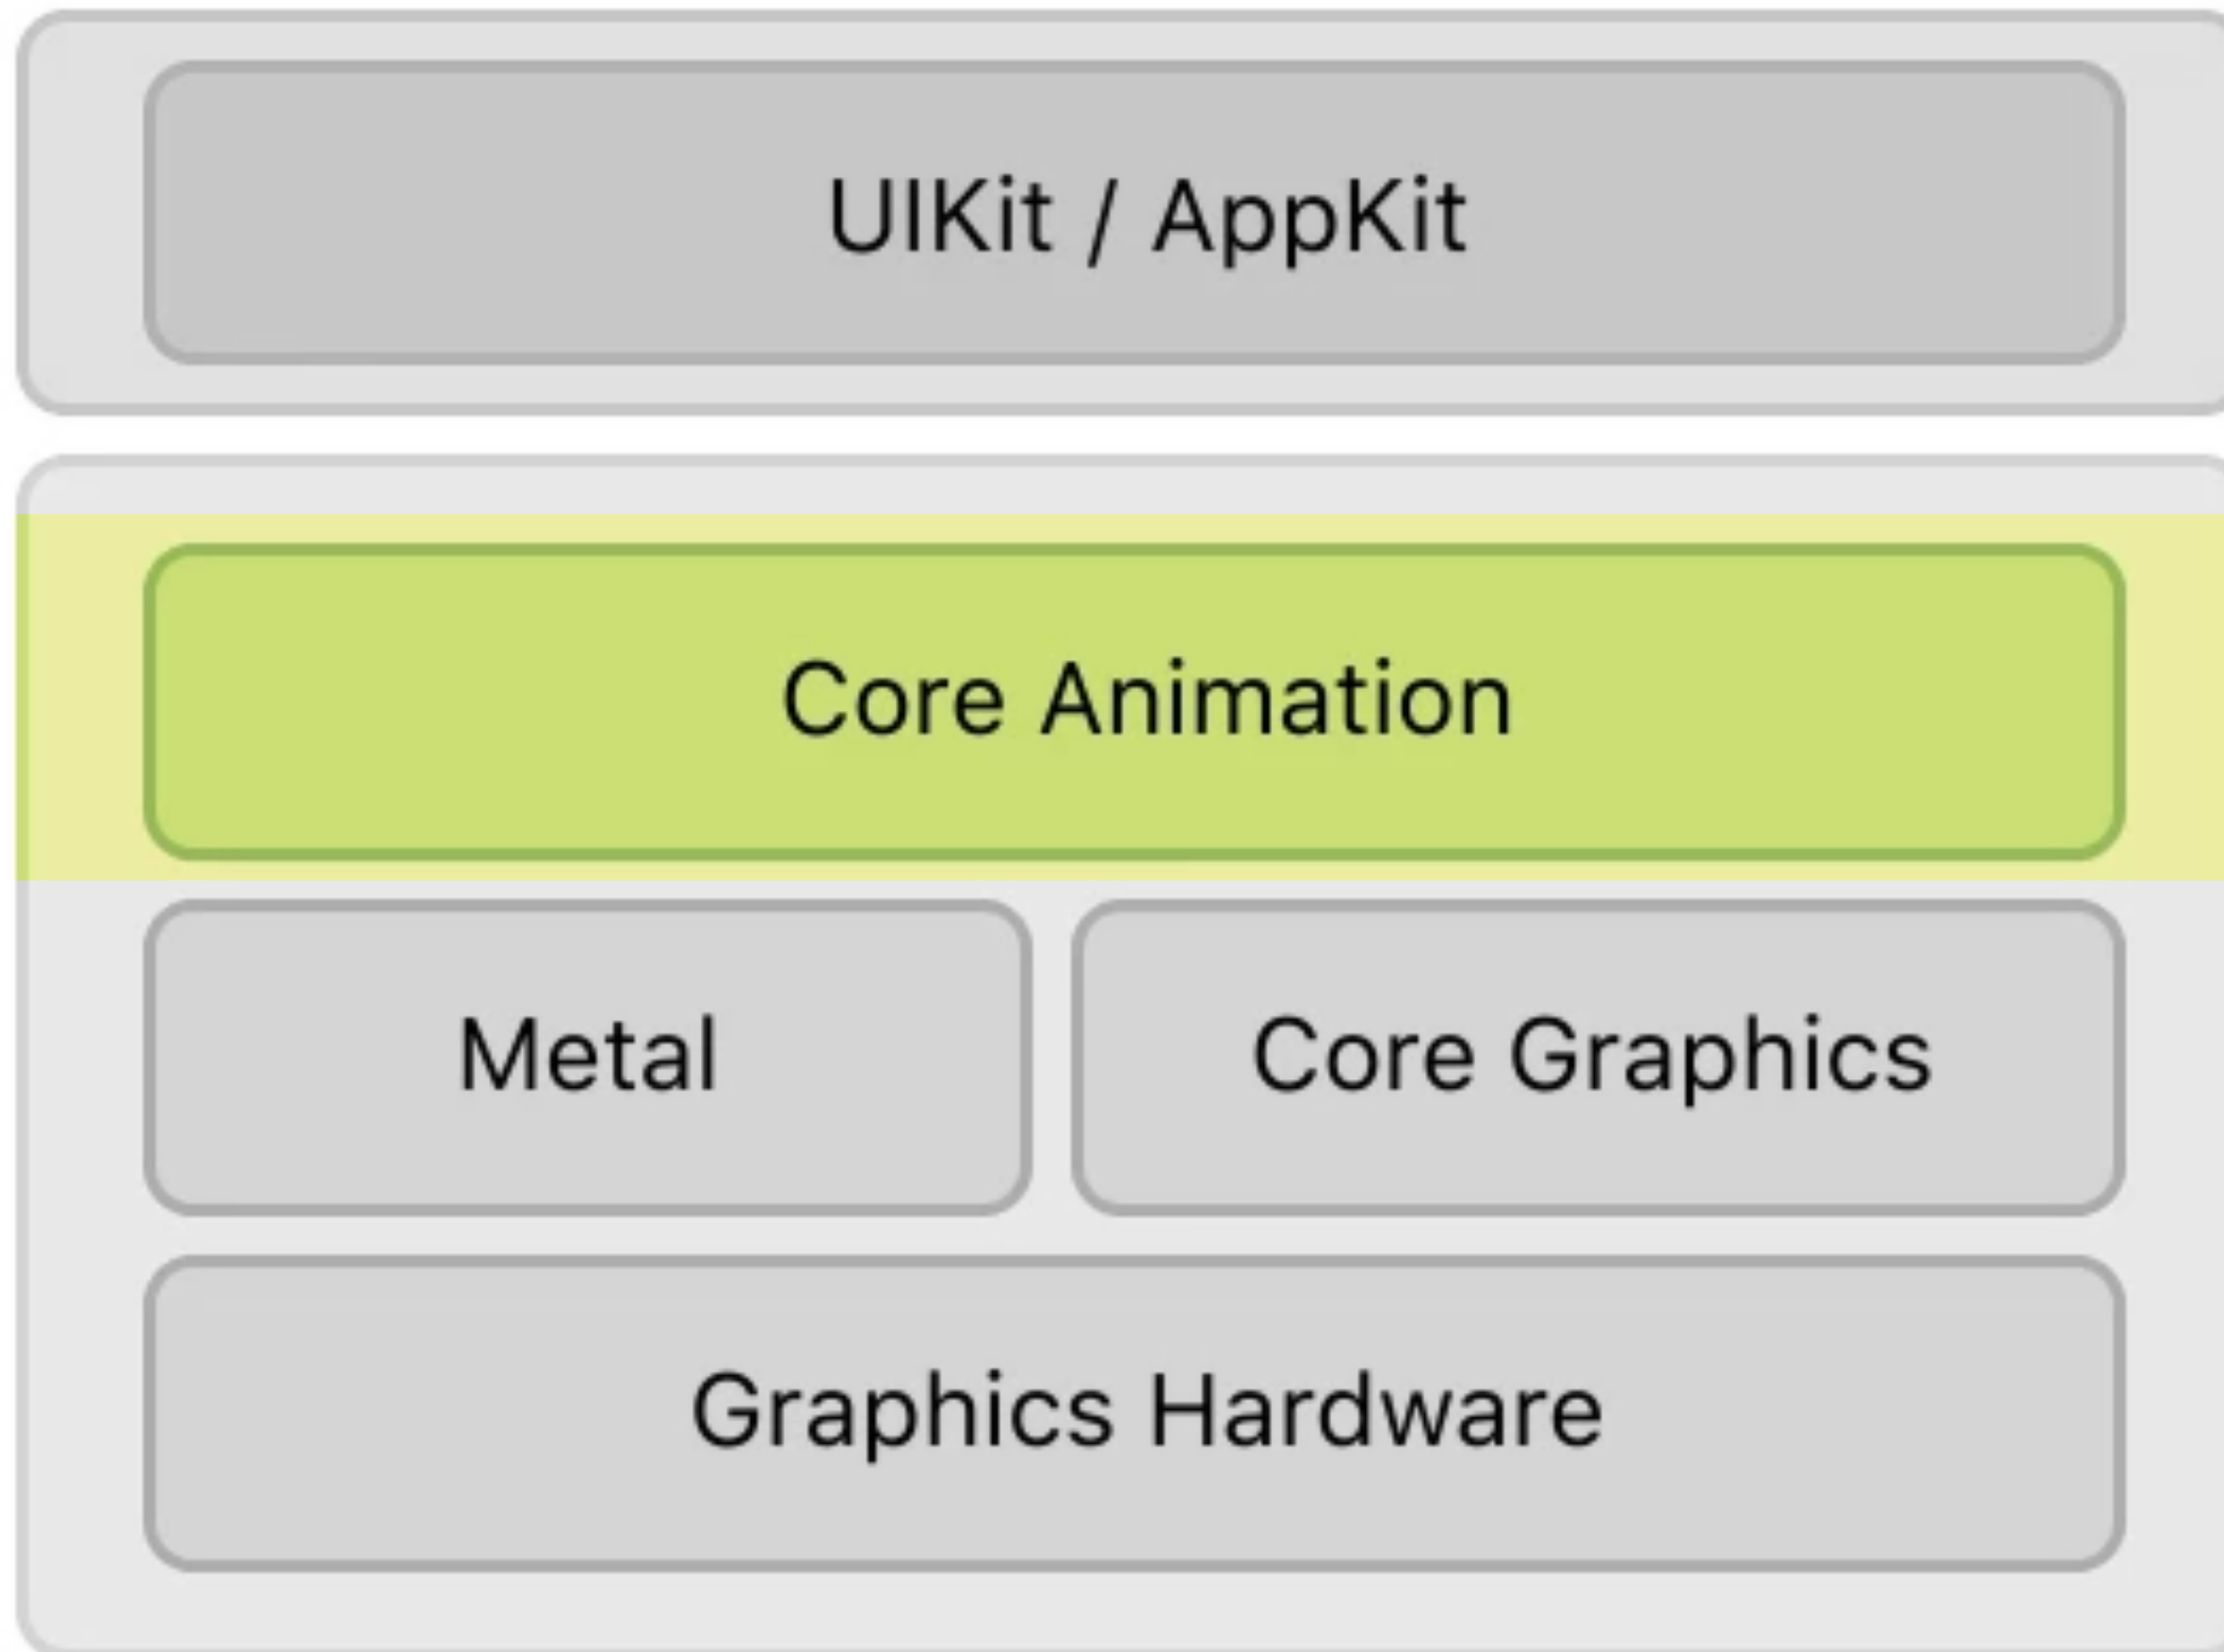 UIKit / AppKit
Core Animation
Metal
Core Graphics
Graphics Hardware